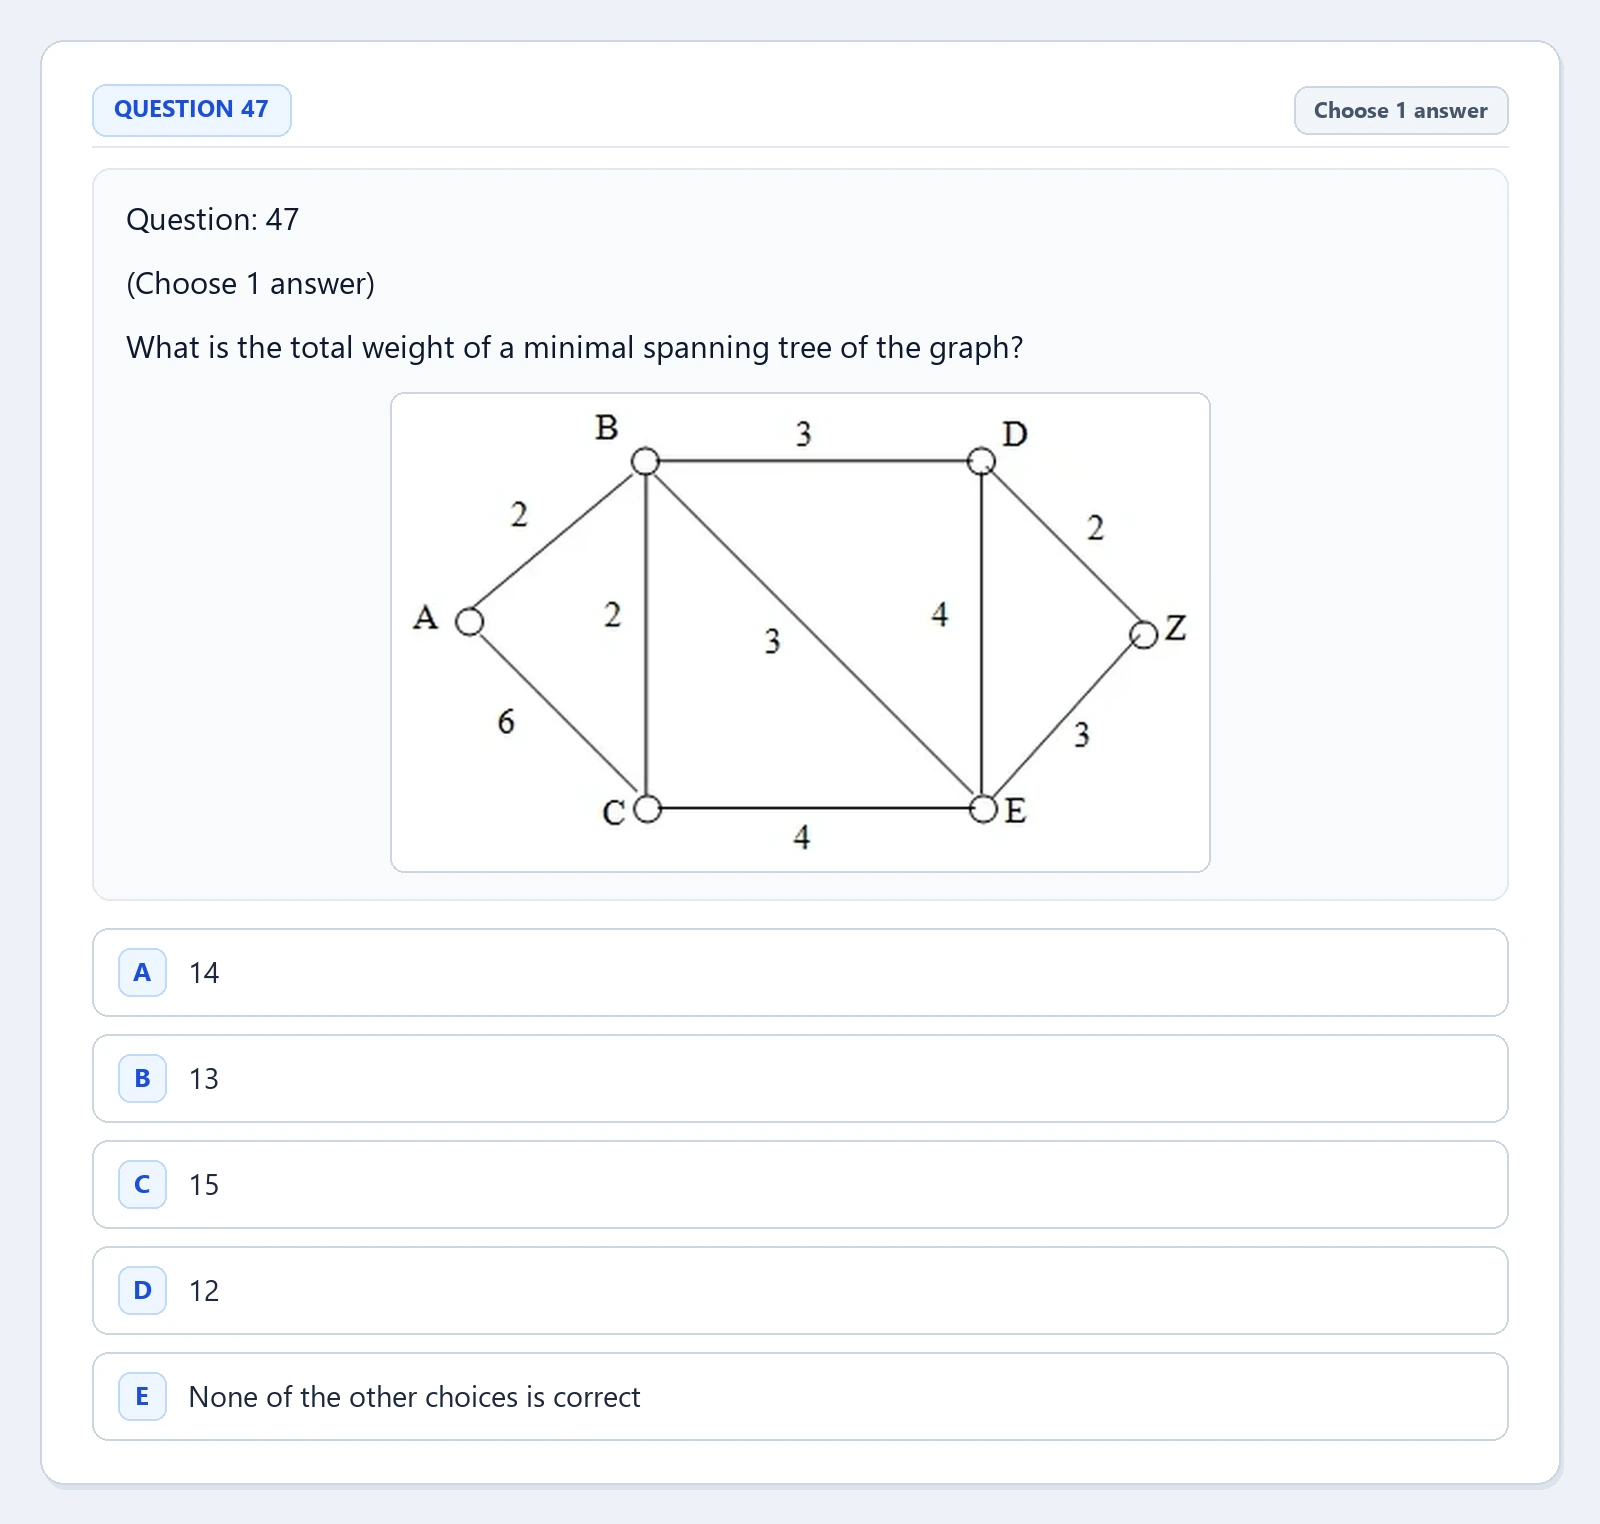 QUESTION 47
Choose 1 answer
Question: 47
(Choose 1 answer)
What is the total weight of a minimal spanning tree of the graph?
B
3
D
2
2
A
2
3
4
Z
6
3
C
E
4
A
14
B
13
C
15
D
12
E
None of the other choices is correct